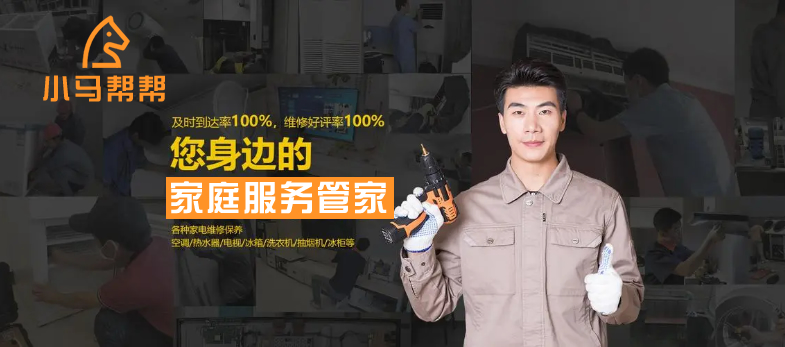 小马帮帮
及时到达率100%，维修好评率100%
您身边的
家庭服务管家
各种家电维修保养
空调/热水器/电视/冰箱/洗衣机/抽烟机/冰柜等